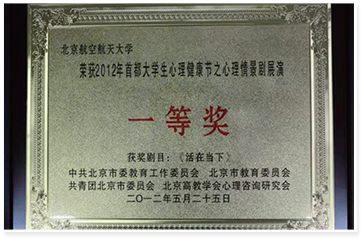 北京航空航天大学
荣获2012年首都大学生心理健康节之心理情景剧展演
一等奖
获奖剧目：《活在当下》
中共北京市委教育工作委员会 北京市教育委员会
共青团北京市委员会 北京高教学会心理咨询研究会
二〇一二年五月二十五日